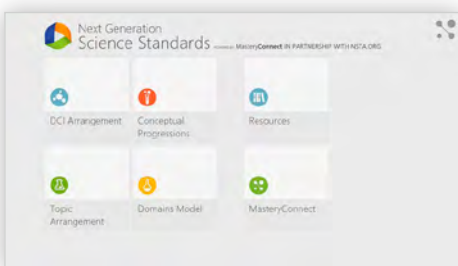 Next Generation
Science Standards MasteryConnect IN PARTNERSHIP WITH NSTA.ORG
DCI Arrangement
Conceptual
Progressions
Resources
Topic
Arrangement
Domains Model
MasteryConnect